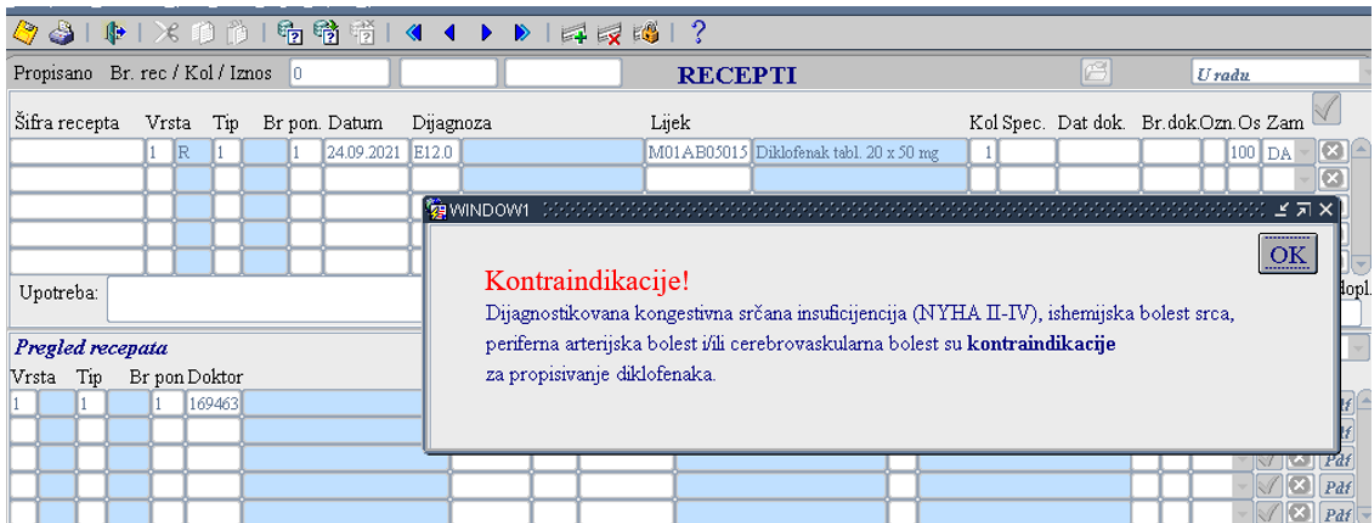 Propisano Br. rec / Kol / Iznos 0 RECEPTI U radu
Šifra recepta Vrsta Tip Br pon. Datum Dijagnoza Lijek Kol Spec. Dat dok. Br.dok.Ozn. Os Zam
1 R 1 1 24.09.2021 E12.0 M01AB05015 Diklofenak tabl. 20 x 50 mg 1 100 DA
WINDOW1
OK
Kontraindikacije!
Dijagnostikovana kongestivna srčana insuficijencija (NYHA II-IV), ishemijska bolest srca,
periferna arterijska bolest i/ili cerebrovaskularna bolest su kontraindikacije
za propisivanje diklofenaka.
Upotreba: dopl.
Pregled recepata
Vrsta Tip Br pon Doktor
1 1 1 169463
Pdf
Pdf
Pdf